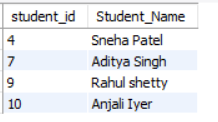 student_id Student_Name
4 Sneha Patel
7 Aditya Singh
9 Rahul shetty
10 Anjali Iyer